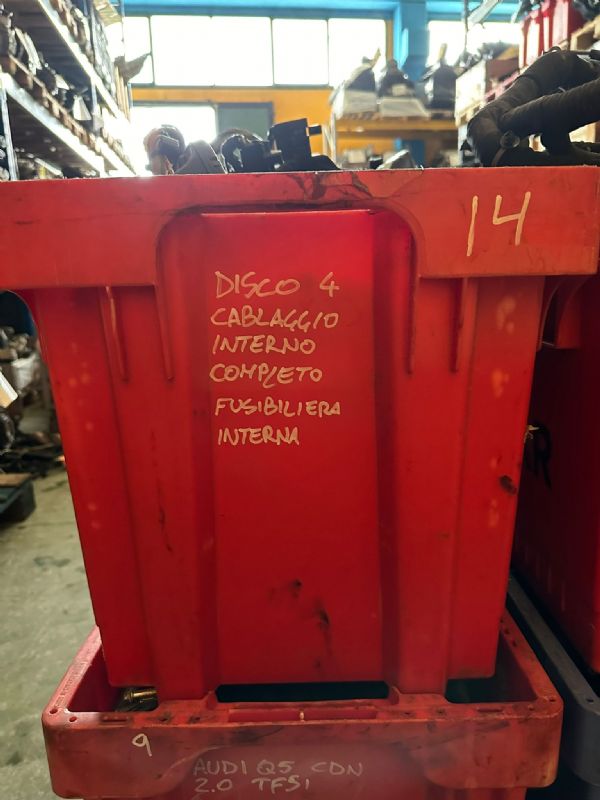 14
DISCO 4
CABLAGGIO
INTERNO
COMPLETO
FUSIBILIERA
INTERNA
9
AUDI Q5 CDN
2.0 TFSI